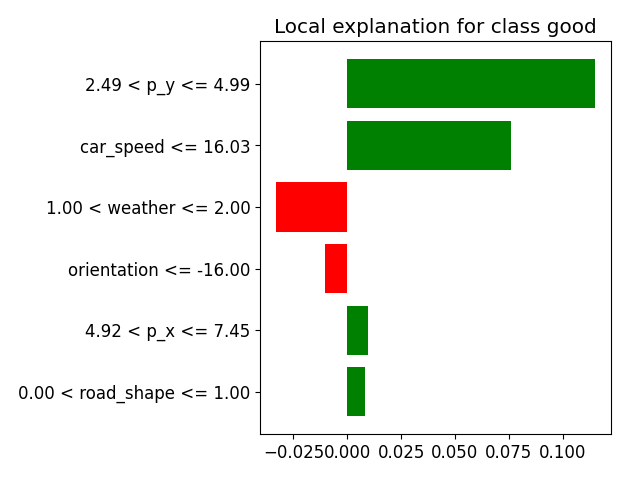 Local explanation for class good
2.49 < p_y <= 4.99
car_speed <= 16.03
1.00 < weather <= 2.00
orientation <= -16.00
4.92 < p_x <= 7.45
0.00 < road_shape <= 1.00
−0.025 0.000 0.025 0.050 0.075 0.100